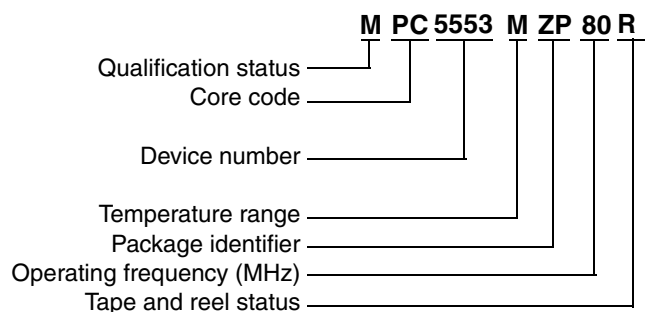 M PC 5553 M ZP 80 R
Qualification status
Core code
Device number
Temperature range
Package identifier
Operating frequency (MHz)
Tape and reel status